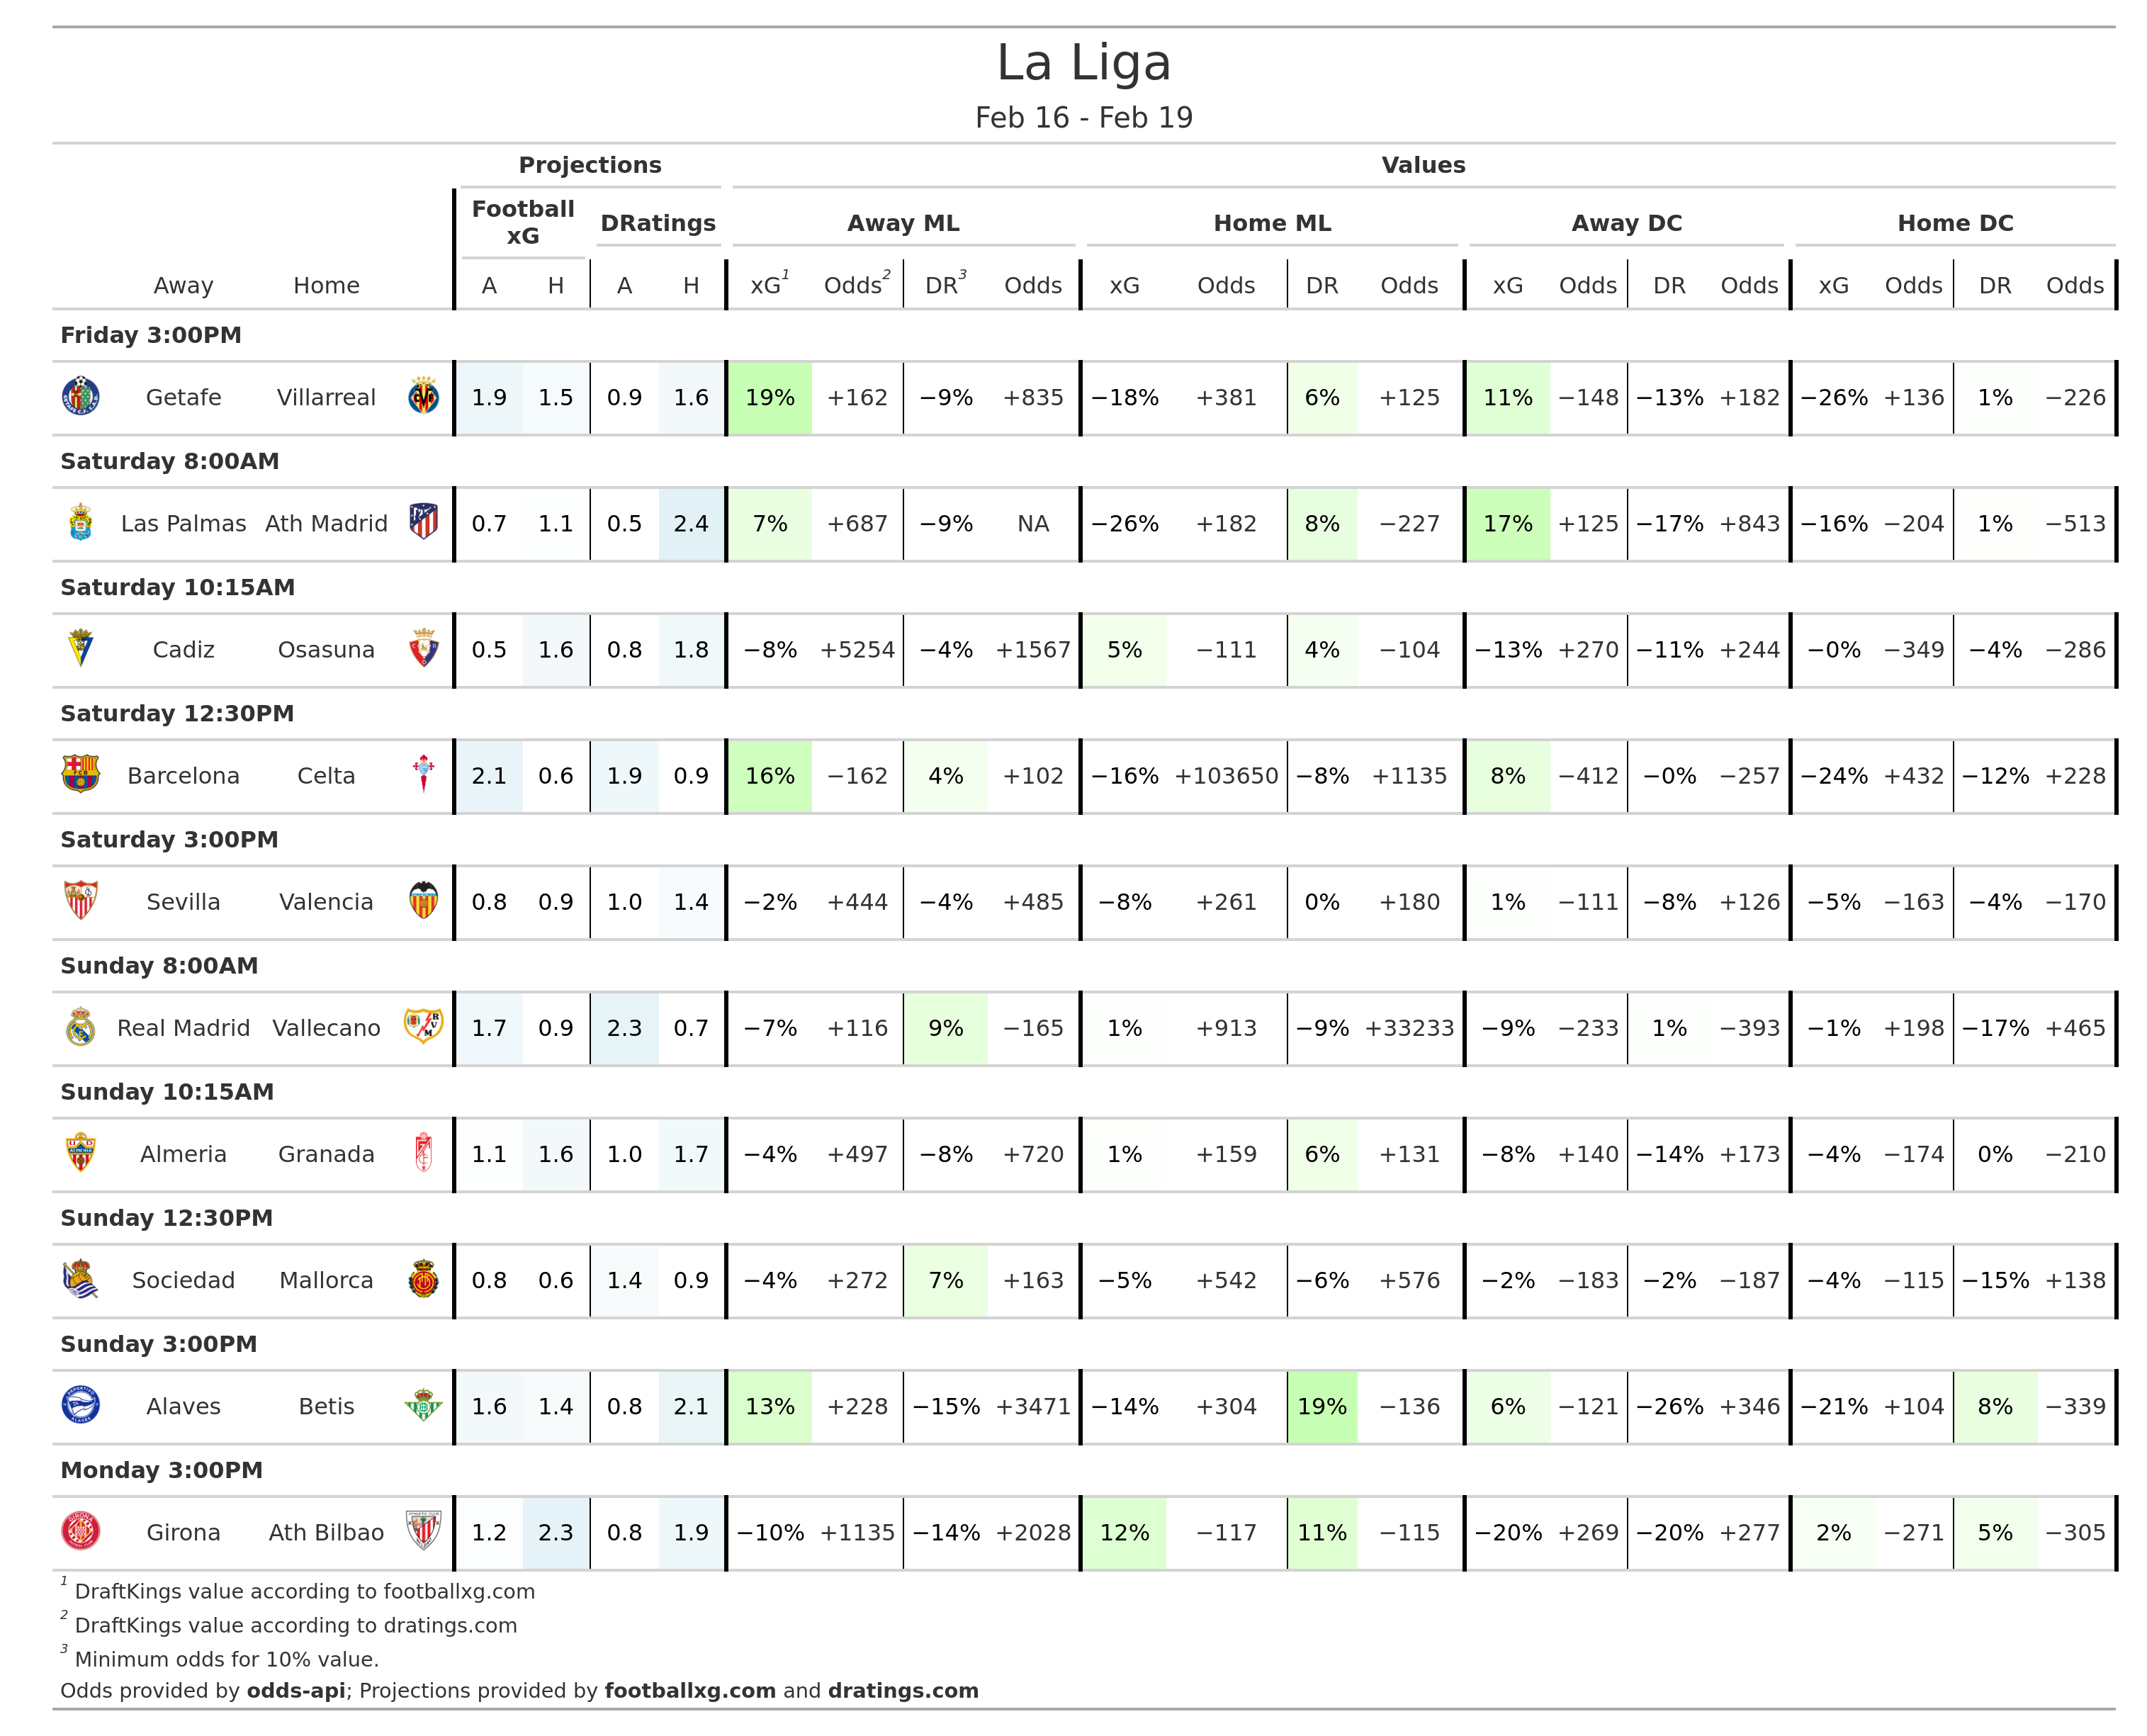 La Liga
Feb 16 - Feb 19
Projections Values
Football xG DRatings Away ML Home ML Away DC Home DC
Away Home A H A H xG1 Odds2 DR3 Odds xG Odds DR Odds xG Odds DR Odds xG Odds DR Odds
Friday 3:00PM
Getafe Villarreal 1.9 1.5 0.9 1.6 19% +162 −9% +835 −18% +381 6% +125 11% −148 −13% +182 −26% +136 1% −226
Saturday 8:00AM
Las Palmas Ath Madrid 0.7 1.1 0.5 2.4 7% +687 −9% NA −26% +182 8% −227 17% +125 −17% +843 −16% −204 1% −513
Saturday 10:15AM
Cadiz Osasuna 0.5 1.6 0.8 1.8 −8% +5254 −4% +1567 5% −111 4% −104 −13% +270 −11% +244 −0% −349 −4% −286
Saturday 12:30PM
Barcelona Celta 2.1 0.6 1.9 0.9 16% −162 4% +102 −16% +103650 −8% +1135 8% −412 −0% −257 −24% +432 −12% +228
Saturday 3:00PM
Sevilla Valencia 0.8 0.9 1.0 1.4 −2% +444 −4% +485 −8% +261 0% +180 1% −111 −8% +126 −5% −163 −4% −170
Sunday 8:00AM
Real Madrid Vallecano 1.7 0.9 2.3 0.7 −7% +116 9% −165 1% +913 −9% +33233 −9% −233 1% −393 −1% +198 −17% +465
Sunday 10:15AM
Almeria Granada 1.1 1.6 1.0 1.7 −4% +497 −8% +720 1% +159 6% +131 −8% +140 −14% +173 −4% −174 0% −210
Sunday 12:30PM
Sociedad Mallorca 0.8 0.6 1.4 0.9 −4% +272 7% +163 −5% +542 −6% +576 −2% −183 −2% −187 −4% −115 −15% +138
Sunday 3:00PM
Alaves Betis 1.6 1.4 0.8 2.1 13% +228 −15% +3471 −14% +304 19% −136 6% −121 −26% +346 −21% +104 8% −339
Monday 3:00PM
Girona Ath Bilbao 1.2 2.3 0.8 1.9 −10% +1135 −14% +2028 12% −117 11% −115 −20% +269 −20% +277 2% −271 5% −305
1 DraftKings value according to footballxg.com
2 DraftKings value according to dratings.com
3 Minimum odds for 10% value.
Odds provided by odds-api; Projections provided by footballxg.com and dratings.com